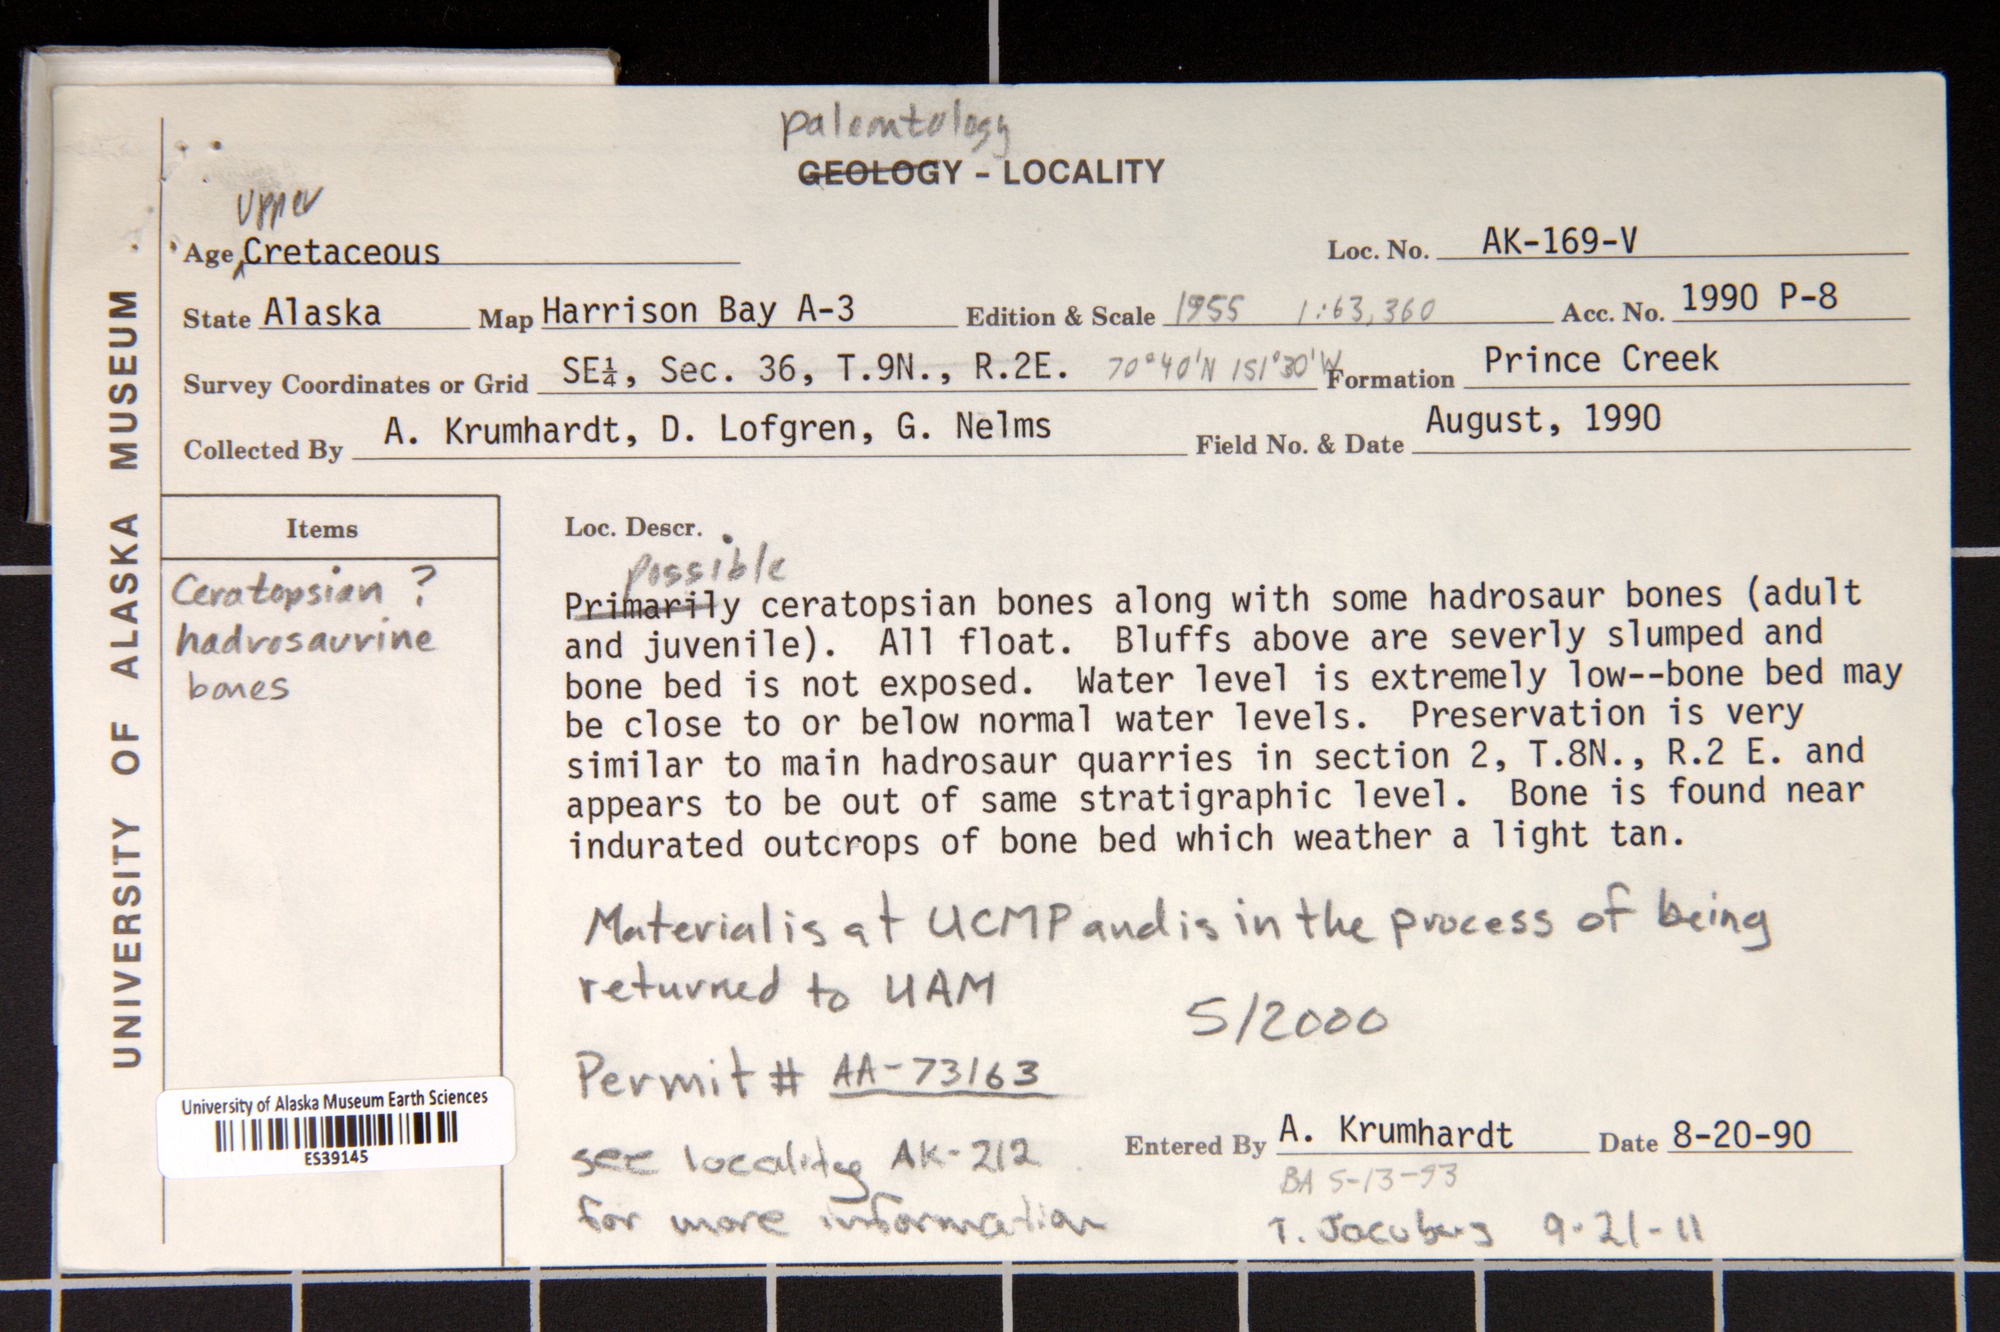 paleontology
GEOLOGY - LOCALITY
Upper
Age Cretaceous Loc. No. AK-169-V
State Alaska Map Harrison Bay A-3 Edition & Scale 1955 1:63,360 Acc. No. 1990 P-8
Survey Coordinates or Grid SE¼, Sec. 36, T.9N., R.2E. 70°40'N 151°30'W Formation Prince Creek
Collected By A. Krumhardt, D. Lofgren, G. Nelms Field No. & Date August, 1990
UNIVERSITY OF ALASKA MUSEUM
Items
Ceratopsian ?
hadrosaurine
bones
Loc. Descr.
possible
Primarily ceratopsian bones along with some hadrosaur bones (adult
and juvenile). All float. Bluffs above are severly slumped and
bone bed is not exposed. Water level is extremely low--bone bed may
be close to or below normal water levels. Preservation is very
similar to main hadrosaur quarries in section 2, T.8N., R.2 E. and
appears to be out of same stratigraphic level. Bone is found near
indurated outcrops of bone bed which weather a light tan.
Material is at UCMP and is in the process of being
returned to UAM
5/2000
Permit # AA-73163
see locality AK-212
for more information
Entered By A. Krumhardt Date 8-20-90
BA 5-13-93
T. Jacobus 9-21-11
University of Alaska Museum Earth Sciences
ES39145